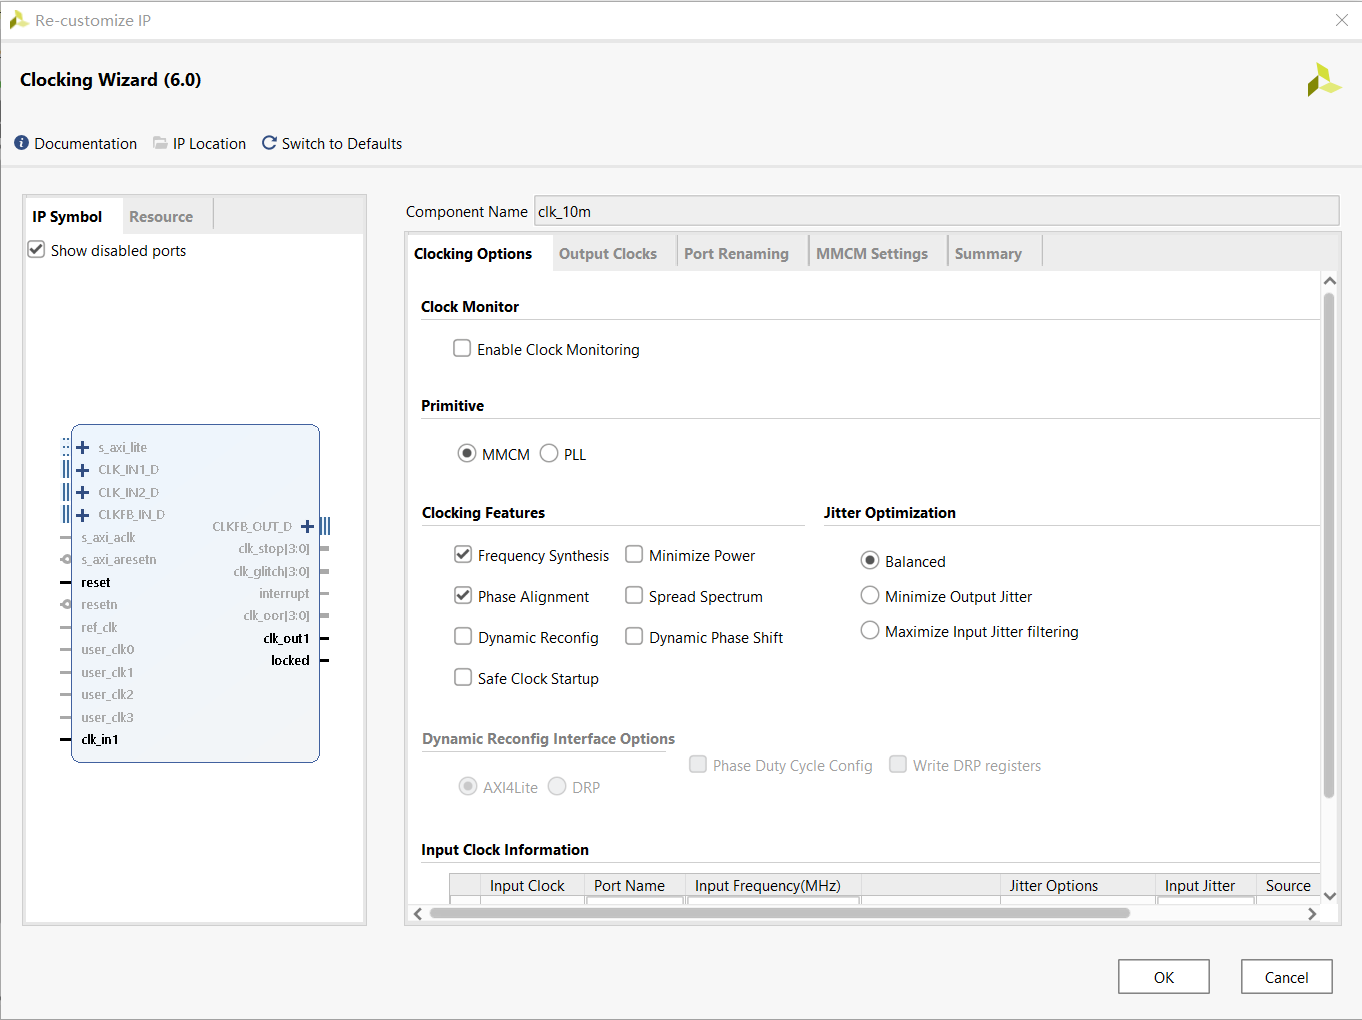 Re-customize IP
Clocking Wizard (6.0)
Documentation IP Location Switch to Defaults
IP Symbol Resource
Show disabled ports
s_axi_lite
CLK_IN1_D
CLK_IN2_D
CLKFB_IN_D
s_axi_aclk
s_axi_aresetn
reset
resetn
ref_clk
user_clk0
user_clk1
user_clk2
user_clk3
clk_in1
CLKFB_OUT_D
clk_stop[3:0]
clk_glitch[3:0]
interrupt
clk_oor[3:0]
clk_out1
locked
Component Name clk_10m
Clocking Options Output Clocks Port Renaming MMCM Settings Summary
Clock Monitor
Enable Clock Monitoring
Primitive
MMCM PLL
Clocking Features
Frequency Synthesis Minimize Power
Phase Alignment Spread Spectrum
Dynamic Reconfig Dynamic Phase Shift
Safe Clock Startup
Jitter Optimization
Balanced
Minimize Output Jitter
Maximize Input Jitter filtering
Dynamic Reconfig Interface Options
AXI4Lite DRP
Phase Duty Cycle Config Write DRP registers
Input Clock Information
Input Clock Port Name Input Frequency(MHz) Jitter Options Input Jitter Source
OK Cancel